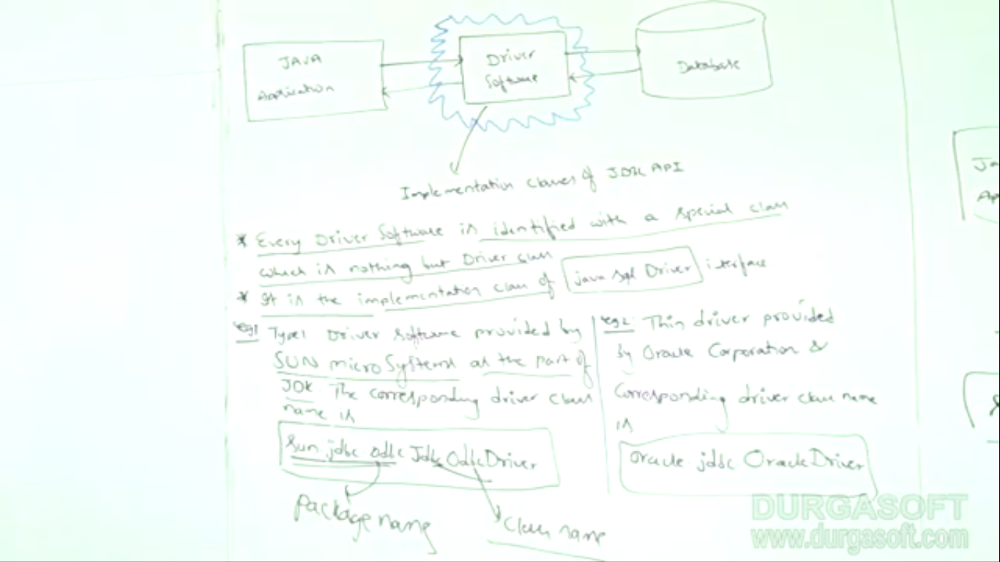 JAVA
Application
Driver
Software
Database
Implementation classes of JDBC API
* Every Driver Software is identified with a special class
which is nothing but Driver class
* It is the implementation class of java.sql.Driver interface
eg1 Type1 Driver Software provided by
SUN micro Systems as the part of
JDK. The corresponding driver class
name is
Sun.jdbc.odbc.JdbcOdbcDriver
Package name
Class name
eg2: Thin driver provided
by Oracle Corporation &
Corresponding driver class name
is
oracle.jdbc.OracleDriver
Ja
Ap
DURGASOFT
www.durgasoft.com